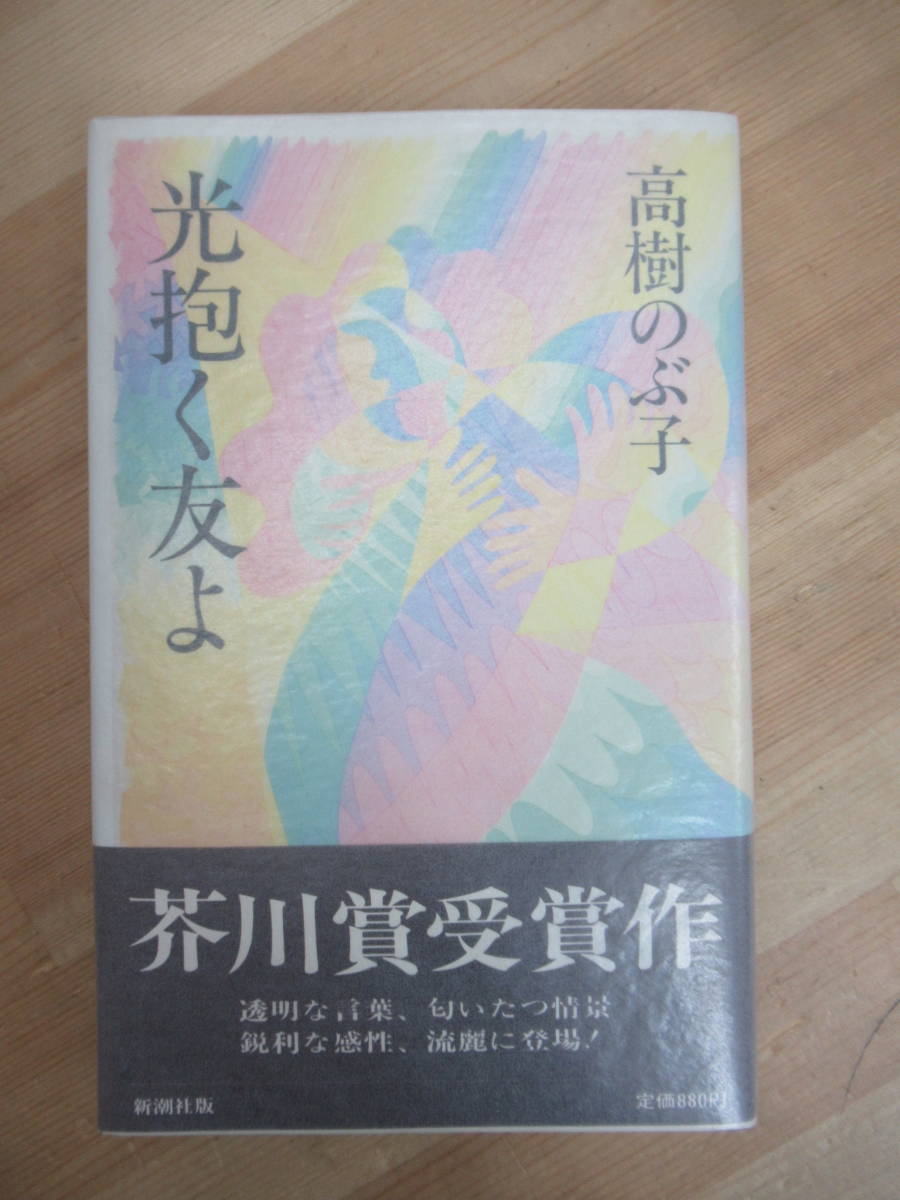 高樹のぶ子
光抱く友よ
芥川賞受賞作
透明な言葉、匂いたつ情景
鋭利な感性、流麗に登場!
新潮社版
定価880円